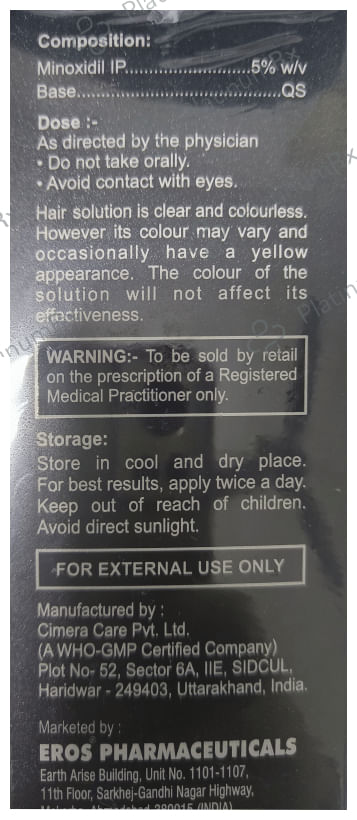 Composition:
Minoxidil IP...........................5% w/v
Base............................................QS
Dose :-
As directed by the physician
• Do not take orally.
• Avoid contact with eyes.
Hair solution is clear and colourless.
However its colour may vary and
occasionally have a yellow
appearance. The colour of the
solution will not affect its
effectiveness.
WARNING:- To be sold by retail
on the prescription of a Registered
Medical Practitioner only.
Storage:
Store in cool and dry place.
For best results, apply twice a day.
Keep out of reach of children.
Avoid direct sunlight.
FOR EXTERNAL USE ONLY
Manufactured by :
Cimera Care Pvt. Ltd.
(A WHO-GMP Certified Company)
Plot No- 52, Sector 6A, IIE, SIDCUL,
Haridwar - 249403, Uttarakhand, India.
Marketed by :
EROS PHARMACEUTICALS
Earth Arise Building, Unit No. 1101-1107,
11th Floor, Sarkhej-Gandhi Nagar Highway,